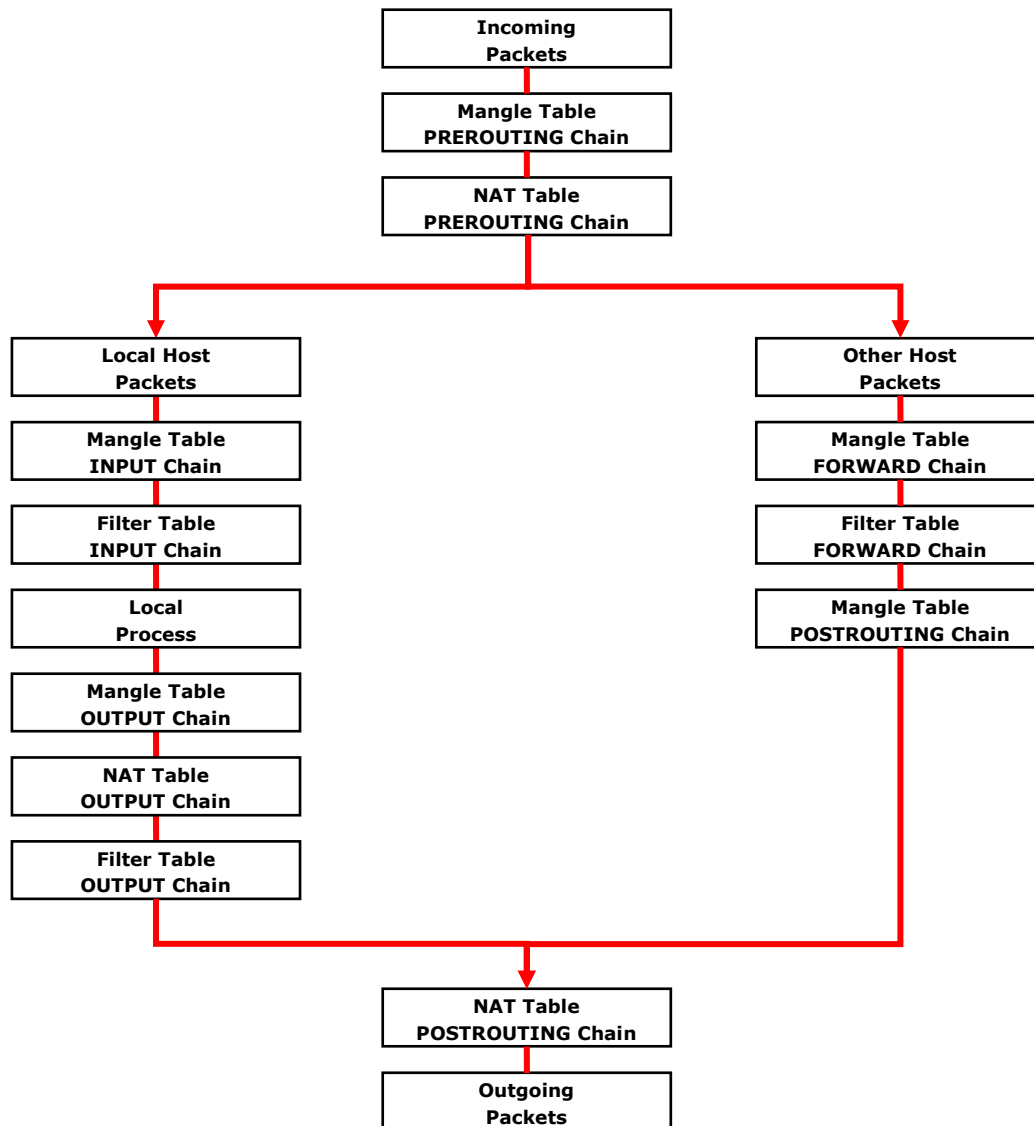 Incoming
Packets
Mangle Table
PREROUTING Chain
NAT Table
PREROUTING Chain
Local Host
Packets
Mangle Table
INPUT Chain
Filter Table
INPUT Chain
Local
Process
Mangle Table
OUTPUT Chain
NAT Table
OUTPUT Chain
Filter Table
OUTPUT Chain
Other Host
Packets
Mangle Table
FORWARD Chain
Filter Table
FORWARD Chain
Mangle Table
POSTROUTING Chain
NAT Table
POSTROUTING Chain
Outgoing
Packets